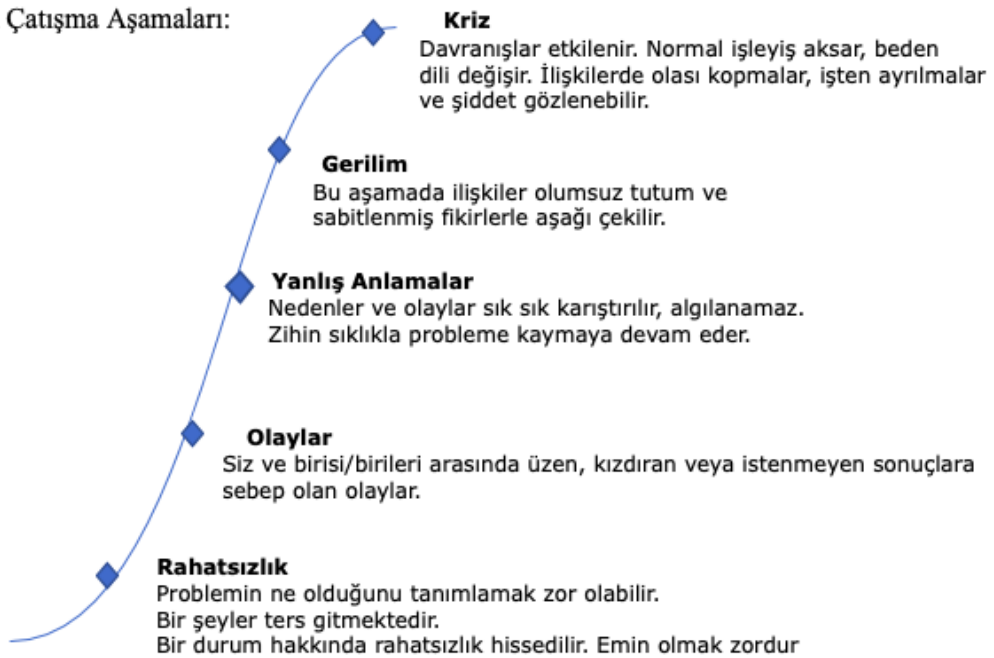 Çatışma Aşamaları:
Kriz
Davranışlar etkilenir. Normal işleyiş aksar, beden
dili değişir. İlişkilerde olası kopmalar, işten ayrılmalar
ve şiddet gözlenebilir.
Gerilim
Bu aşamada ilişkiler olumsuz tutum ve
sabitlenmiş fikirlerle aşağı çekilir.
Yanlış Anlamalar
Nedenler ve olaylar sık sık karıştırılır, algılanamaz.
Zihin sıklıkla probleme kaymaya devam eder.
Olaylar
Siz ve birisi/birileri arasında üzen, kızdıran veya istenmeyen sonuçlara
sebep olan olaylar.
Rahatsızlık
Problemin ne olduğunu tanımlamak zor olabilir.
Bir şeyler ters gitmektedir.
Bir durum hakkında rahatsızlık hissedilir. Emin olmak zordur